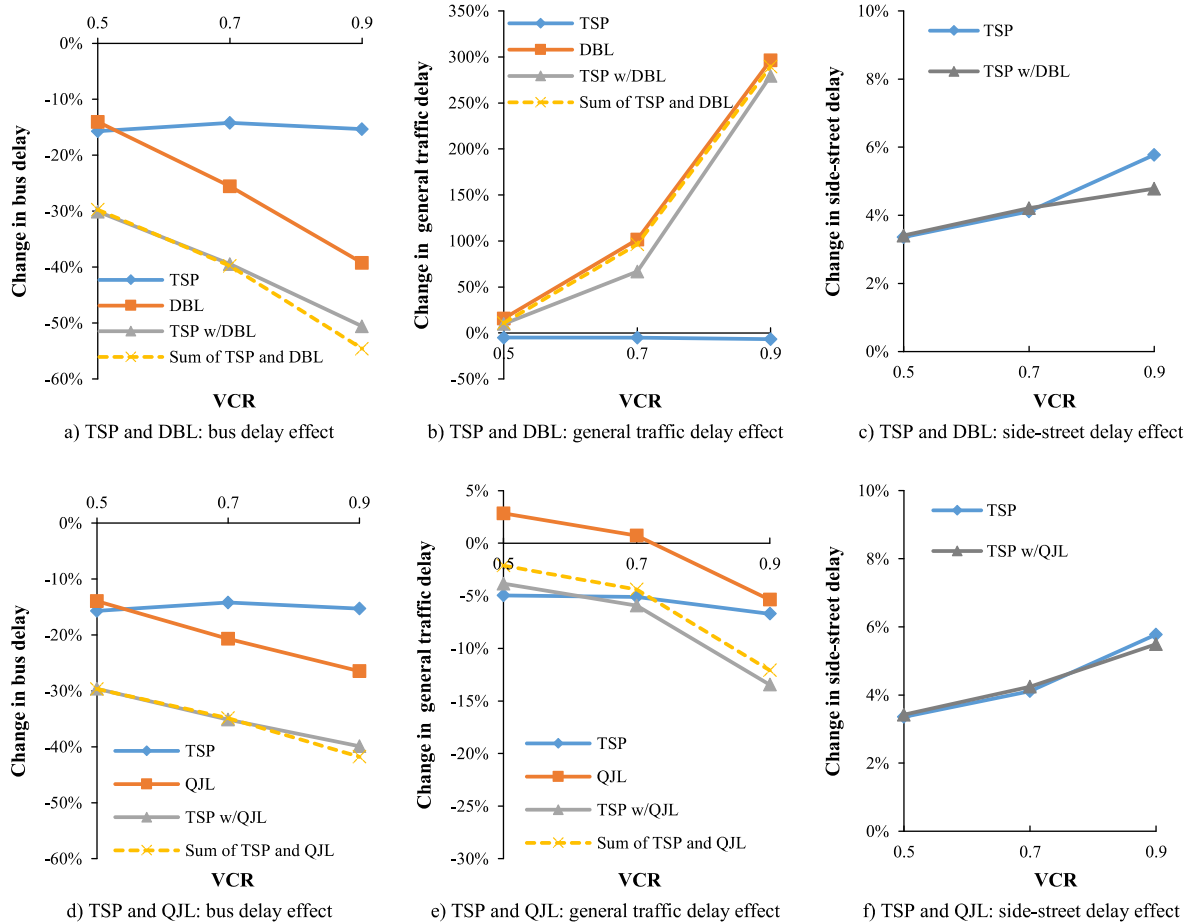 0.5 0.7 0.9
0%
-10%
-20%
-30%
-40%
-50%
-60%
Change in bus delay
TSP
DBL
TSP w/DBL
Sum of TSP and DBL
VCR
a) TSP and DBL: bus delay effect
350%
300%
250%
200%
150%
100%
50%
0%
-50%
0.5 0.7 0.9
Change in general traffic delay
TSP
DBL
TSP w/DBL
Sum of TSP and DBL
VCR
b) TSP and DBL: general traffic delay effect
10%
8%
6%
4%
2%
0%
0.5 0.7 0.9
Change in side-street delay
TSP
TSP w/DBL
VCR
c) TSP and DBL: side-street delay effect
0.5 0.7 0.9
0%
-10%
-20%
-30%
-40%
-50%
-60%
Change in bus delay
TSP
QJL
TSP w/QJL
Sum of TSP and QJL
VCR
d) TSP and QJL: bus delay effect
5%
0%
-5%
-10%
-15%
-20%
-25%
-30%
0.5 0.7 0.9
Change in general traffic delay
TSP
QJL
TSP w/QJL
Sum of TSP and QJL
VCR
e) TSP and QJL: general traffic delay effect
10%
8%
6%
4%
2%
0%
0.5 0.7 0.9
Change in side-street delay
TSP
TSP w/QJL
VCR
f) TSP and QJL: side-street delay effect